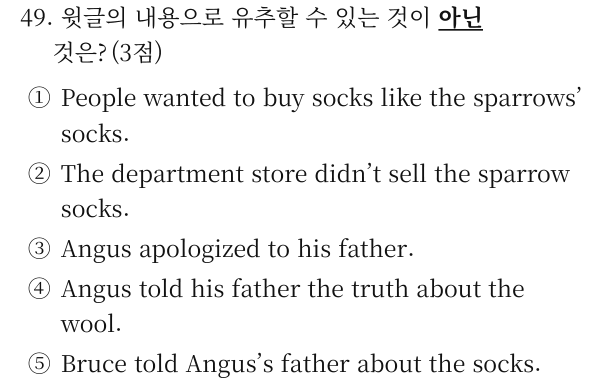 49. 윗글의 내용으로 유추할 수 있는 것이 아닌
것은? (3점)
① People wanted to buy socks like the sparrows’
socks.
② The department store didn’t sell the sparrow
socks.
③ Angus apologized to his father.
④ Angus told his father the truth about the
wool.
⑤ Bruce told Angus’s father about the socks.